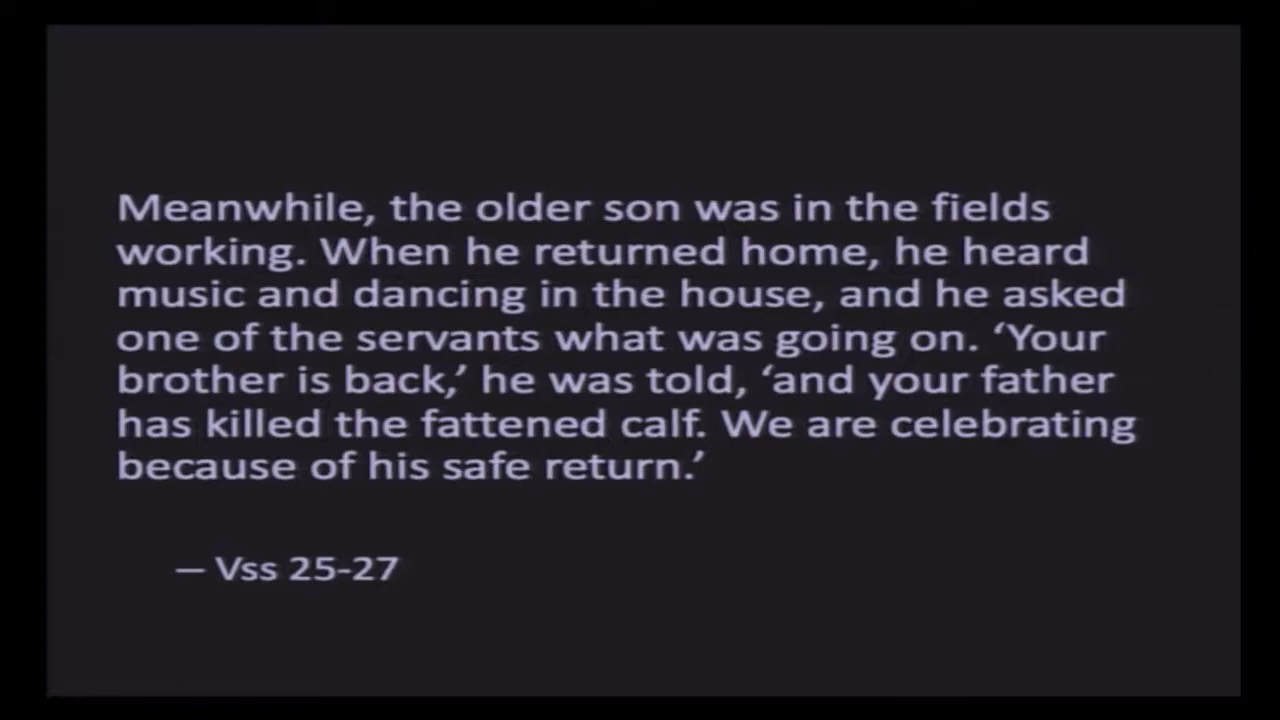 Meanwhile, the older son was in the fields
working. When he returned home, he heard
music and dancing in the house, and he asked
one of the servants what was going on. ‘Your
brother is back,’ he was told, ‘and your father
has killed the fattened calf. We are celebrating
because of his safe return.’
– Vss 25-27